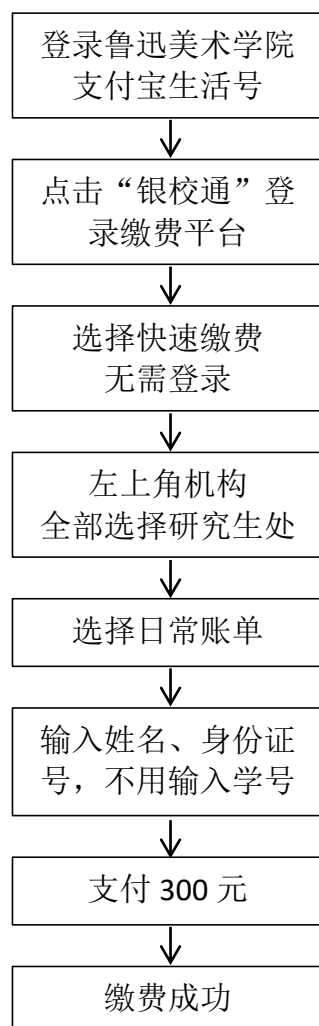 登录鲁迅美术学院
支付宝生活号
点击“银校通”登
录缴费平台
选择快速缴费
无需登录
左上角机构
全部选择研究生处
选择日常账单
输入姓名、身份证
号，不用输入学号
支付 300 元
缴费成功